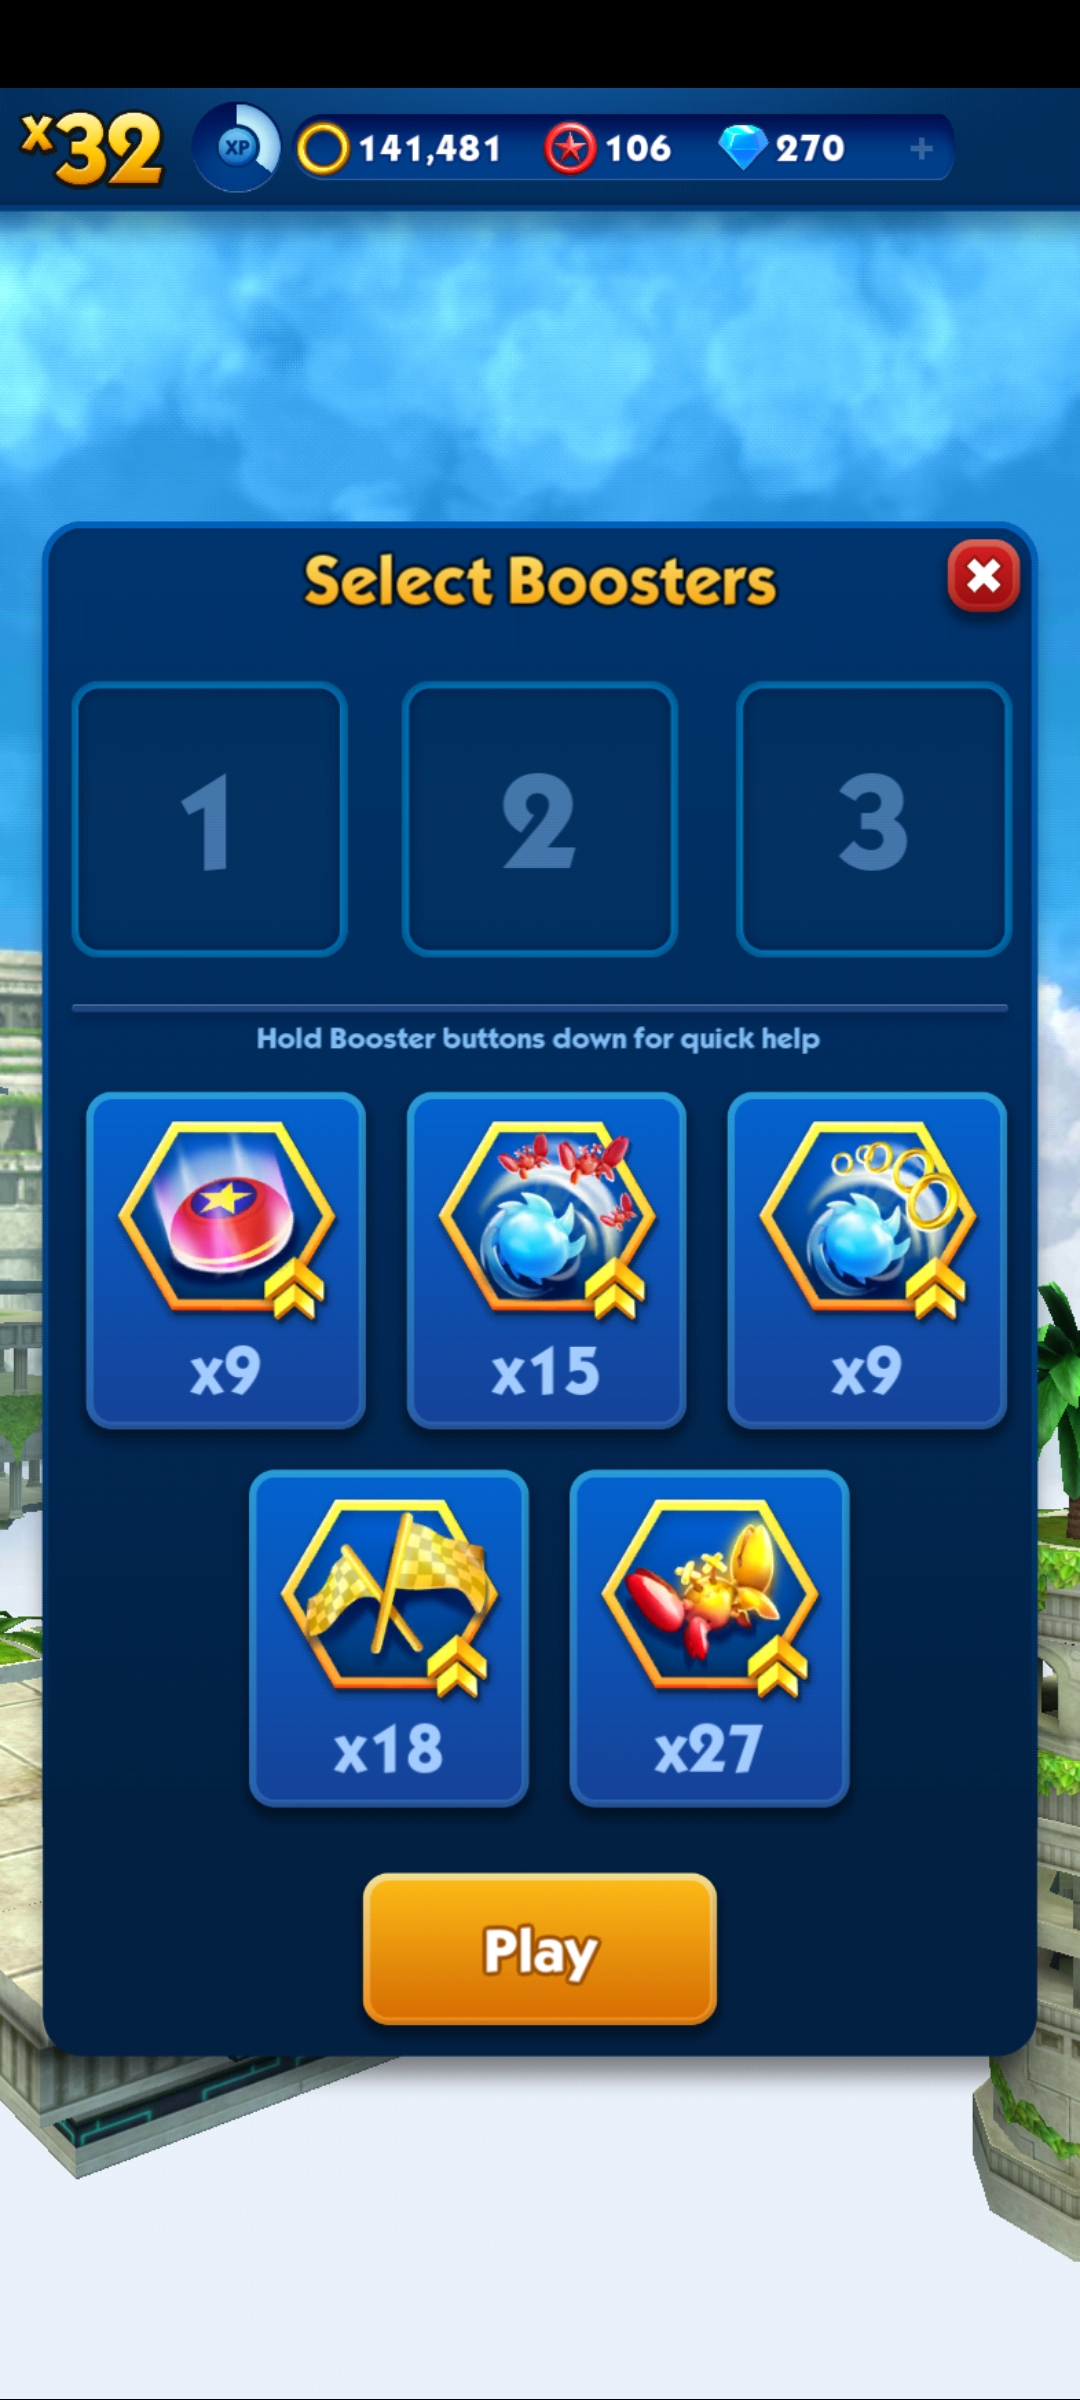 x32 XP 141,481 106 270 +
Select Boosters
1 2 3
Hold Booster buttons down for quick help
x9 x15 x9
x18 x27
Play